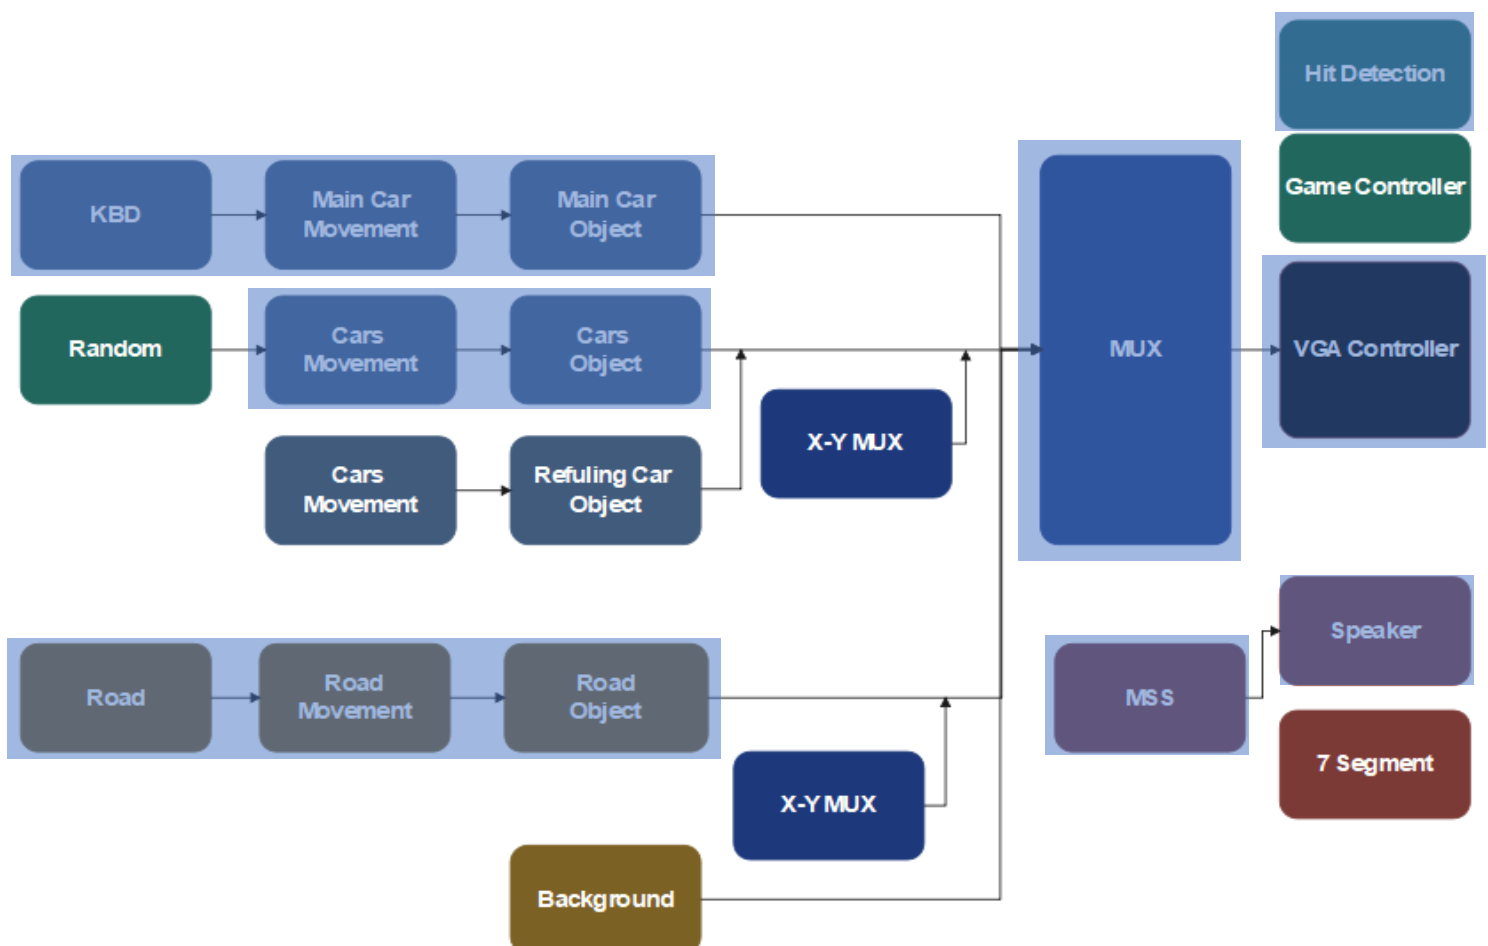 Hit Detection
Game Controller
KBD
Main Car
Movement
Main Car
Object
Random
Cars
Movement
Cars
Object
MUX
VGA Controller
X-Y MUX
Cars
Movement
Refuling Car
Object
Speaker
Road
Road
Movement
Road
Object
MSS
7 Segment
X-Y MUX
Background